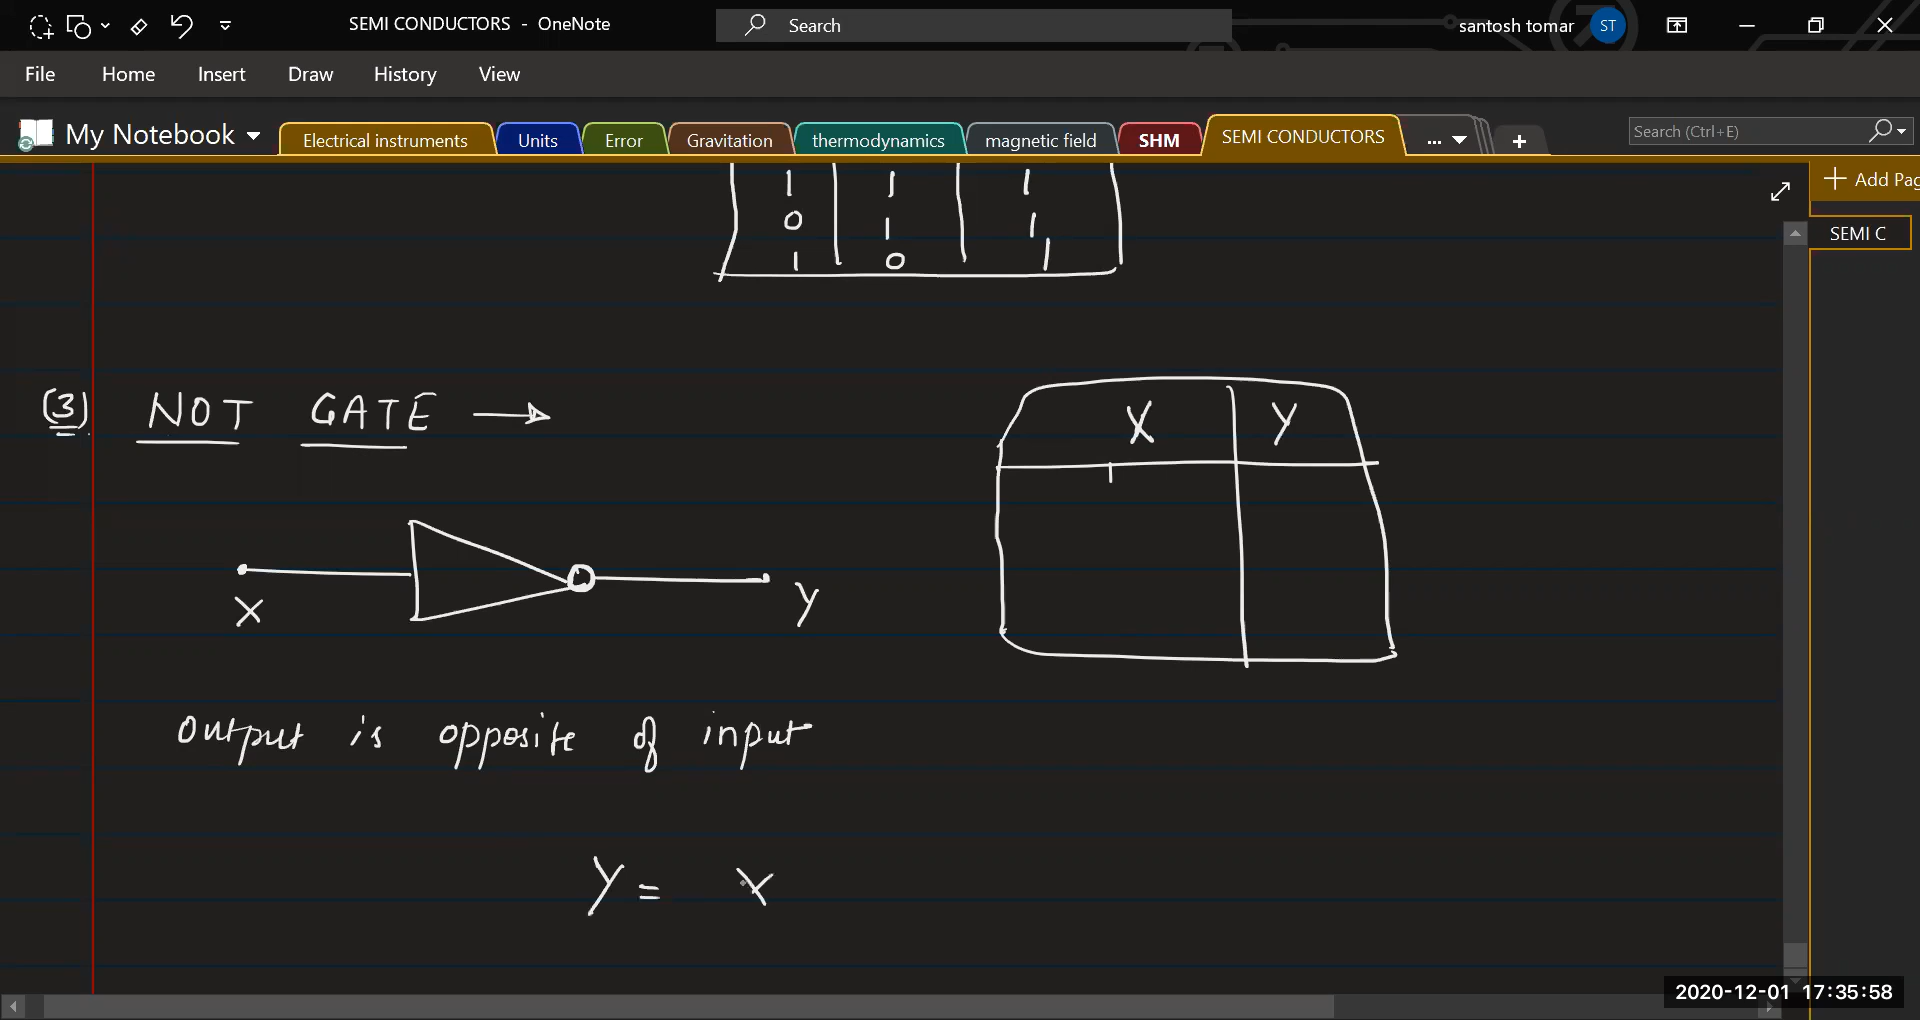 SEMI CONDUCTORS - OneNote
Search
santosh tomar ST
File Home Insert Draw History View
My Notebook Electrical instruments Units Error Gravitation thermodynamics magnetic field SHM SEMI CONDUCTORS ... + Search (Ctrl+E)
+ Add Pag
SEMI C
1 1 1
0 1 1
1 0 1
(3) NOT GATE →
X Y
1
X Y
Output is opposite of input
Y = X
2020-12-01 17:35:58